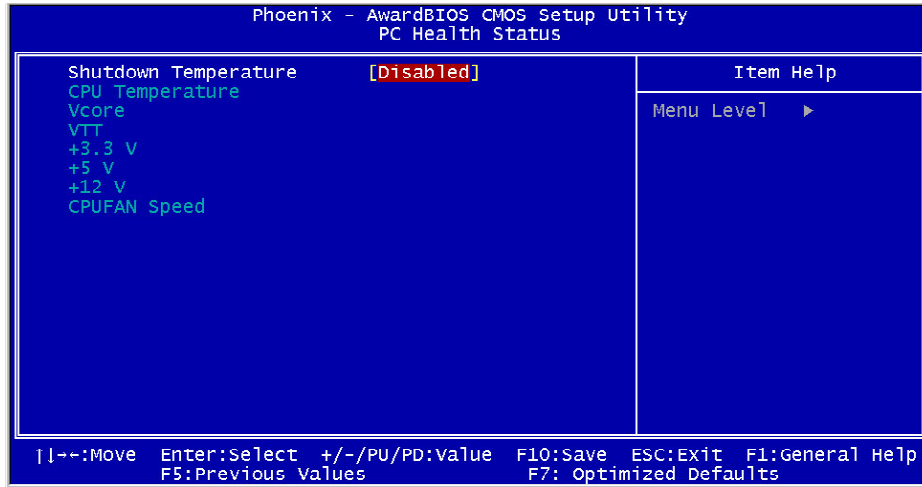 Phoenix - AwardBIOS CMOS Setup Utility
PC Health Status
Shutdown Temperature [Disabled]
CPU Temperature
Vcore
VTT
+3.3 V
+5 V
+12 V
CPUFAN Speed
Item Help
Menu Level ▶
↑↓→←:Move Enter:Select +/-/PU/PD:Value F10:Save ESC:Exit F1:General Help
F5:Previous Values F7: Optimized Defaults